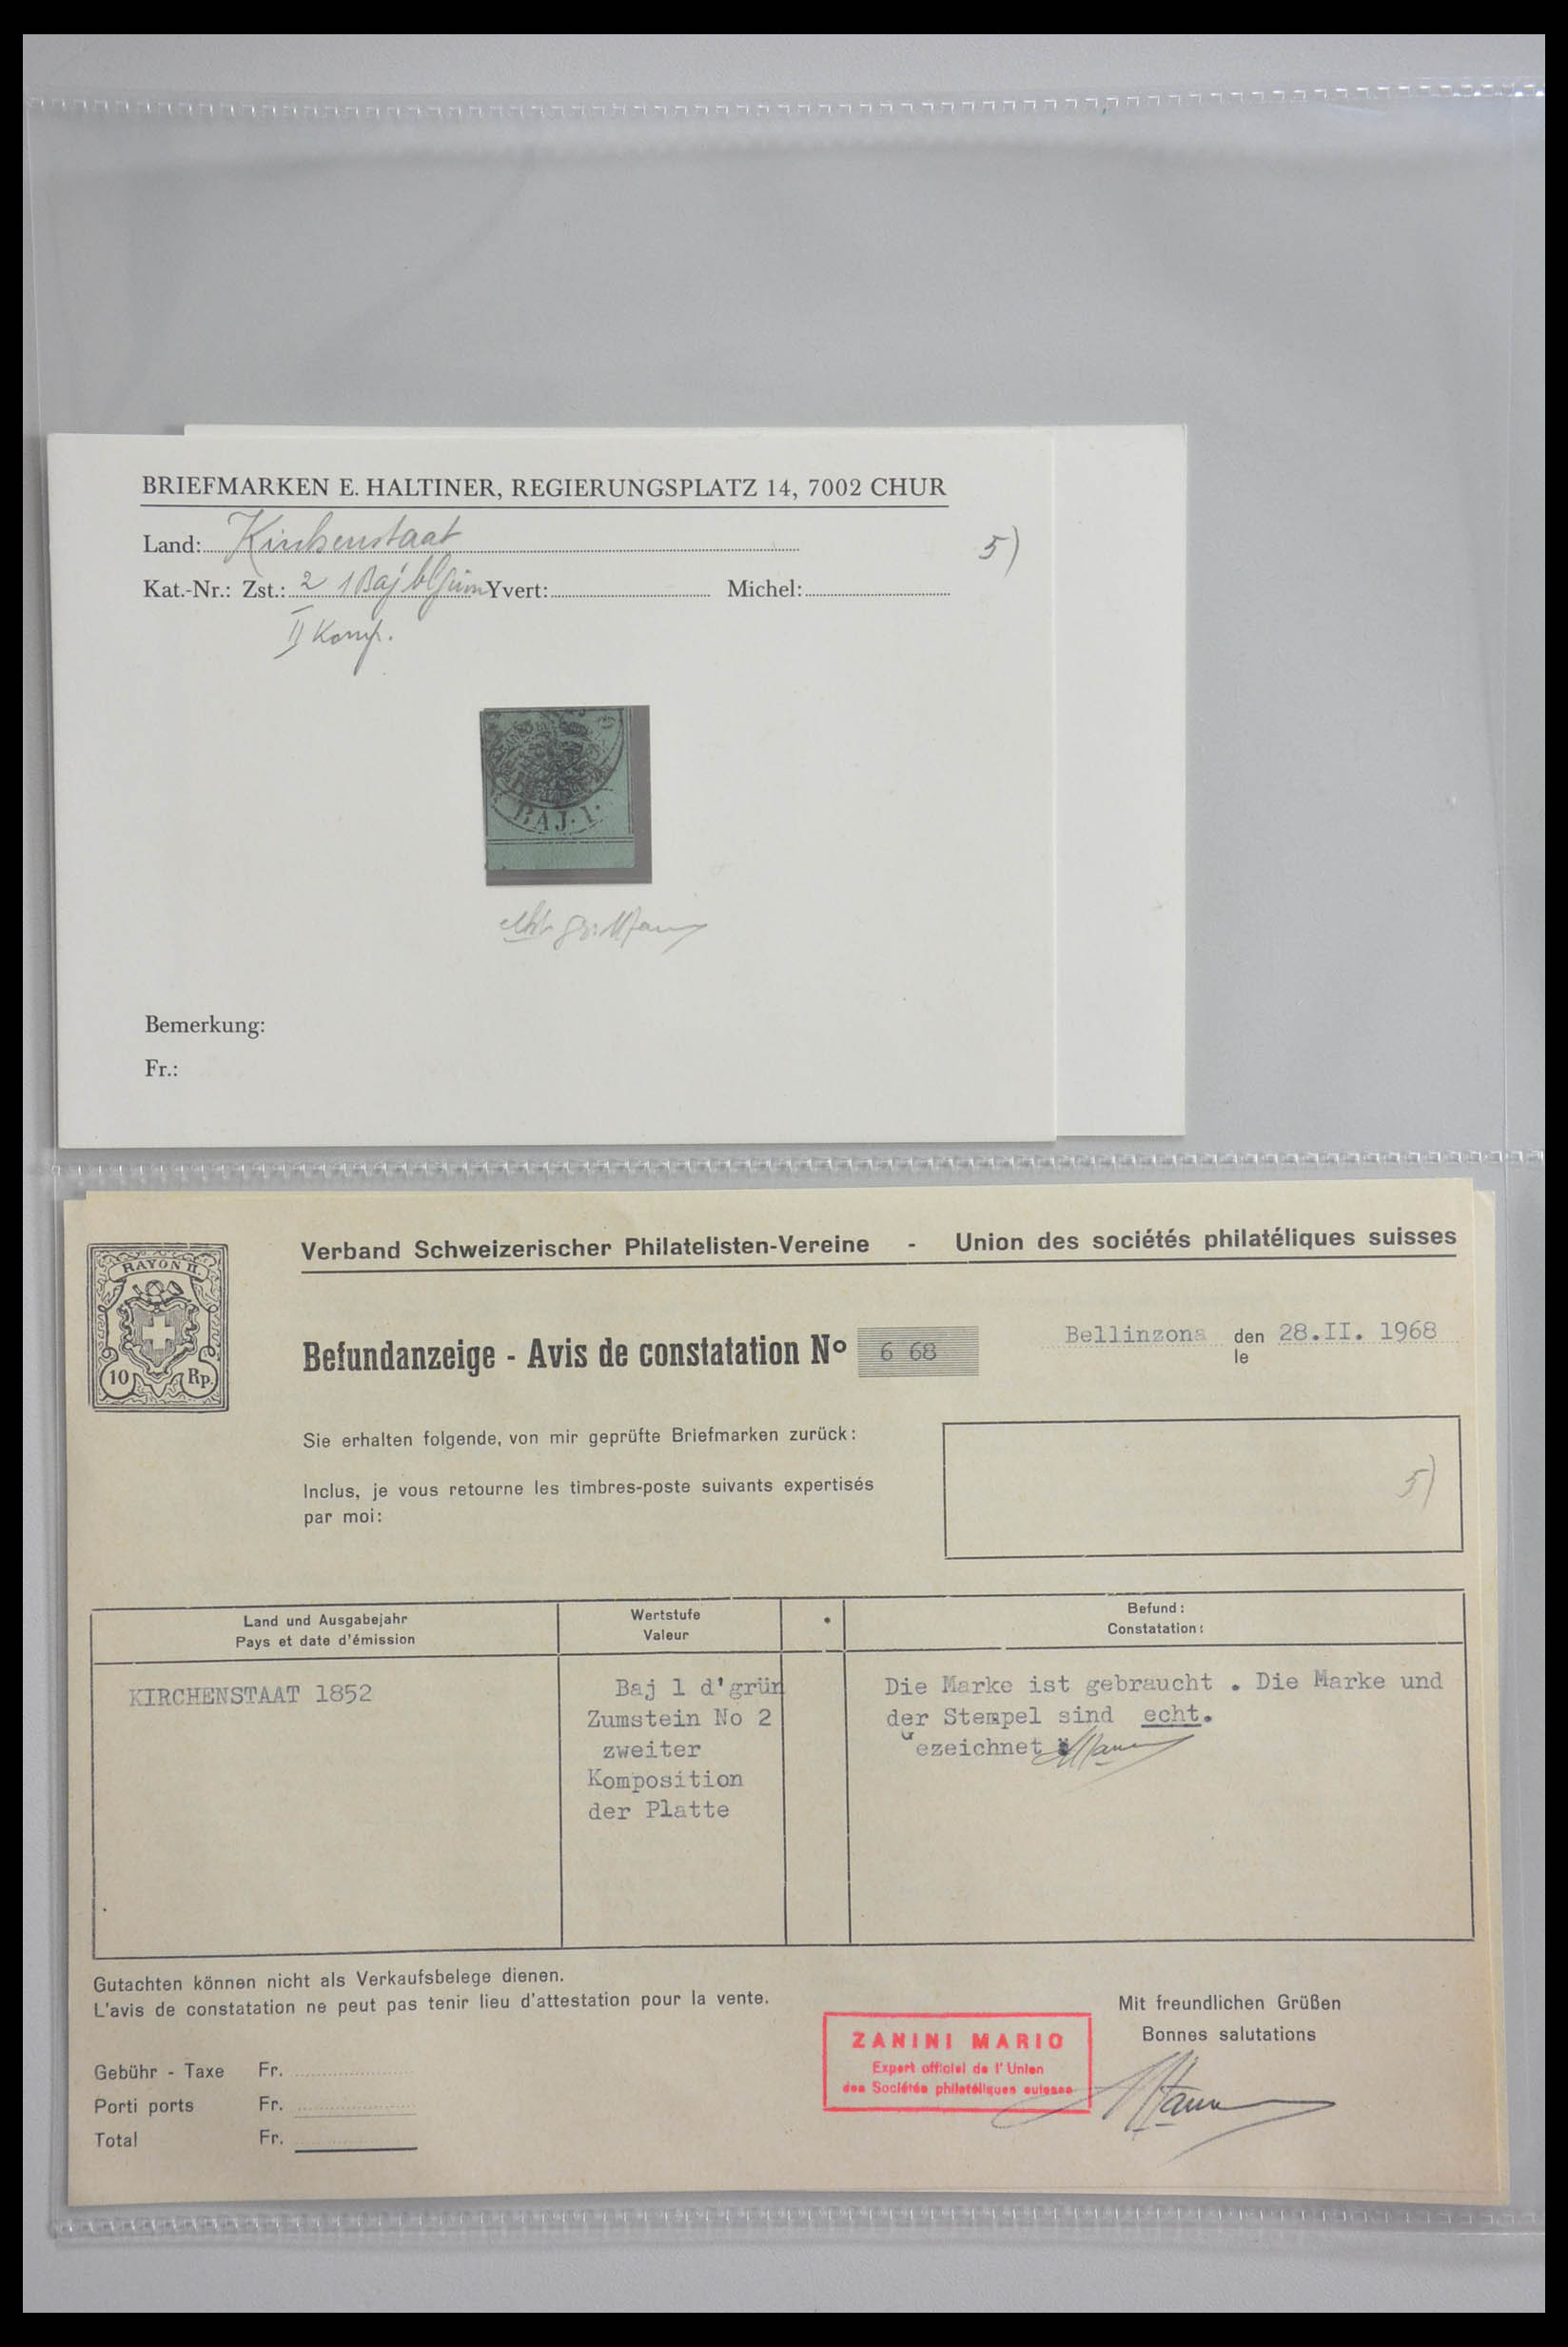 BRIEFMARKEN E. HALTINER, REGIERUNGSPLATZ 14, 7002 CHUR
Land: Kirchenstaat
5)
Kat.-Nr.: Zst.: 2 1 Baj blgrün Yvert: Michel:
II Komp.
BAJ. 1.
echt
Bemerkung:
Fr.:
RAYON II.
10 Rp.
Verband Schweizerischer Philatelisten-Vereine - Union des sociétés philatéliques suisses
Befundanzeige - Avis de constatation No 6 68
Bellinzona den 28.II. 1968
le
Sie erhalten folgende, von mir geprüfte Briefmarken zurück:
Inclus, je vous retourne les timbres-poste suivants expertisés
par moi:
5)
Land und Ausgabejahr
Pays et date d'émission
Wertstufe
Valeur
*
Befund:
Constatation:
KIRCHENSTAAT 1852
Baj 1 d'grün
Zumstein No 2
zweiter
Komposition
der Platte
Die Marke ist gebraucht . Die Marke und
der Stempel sind echt.
Gezeichnet
Gutachten können nicht als Verkaufsbelege dienen.
L'avis de constatation ne peut pas tenir lieu d'attestation pour la vente.
Gebühr - Taxe Fr.
Porti ports Fr.
Total Fr.
ZANINI MARIO
Expert officiel de l'Union
des Sociétés philatéliques suisses
Mit freundlichen Grüßen
Bonnes salutations